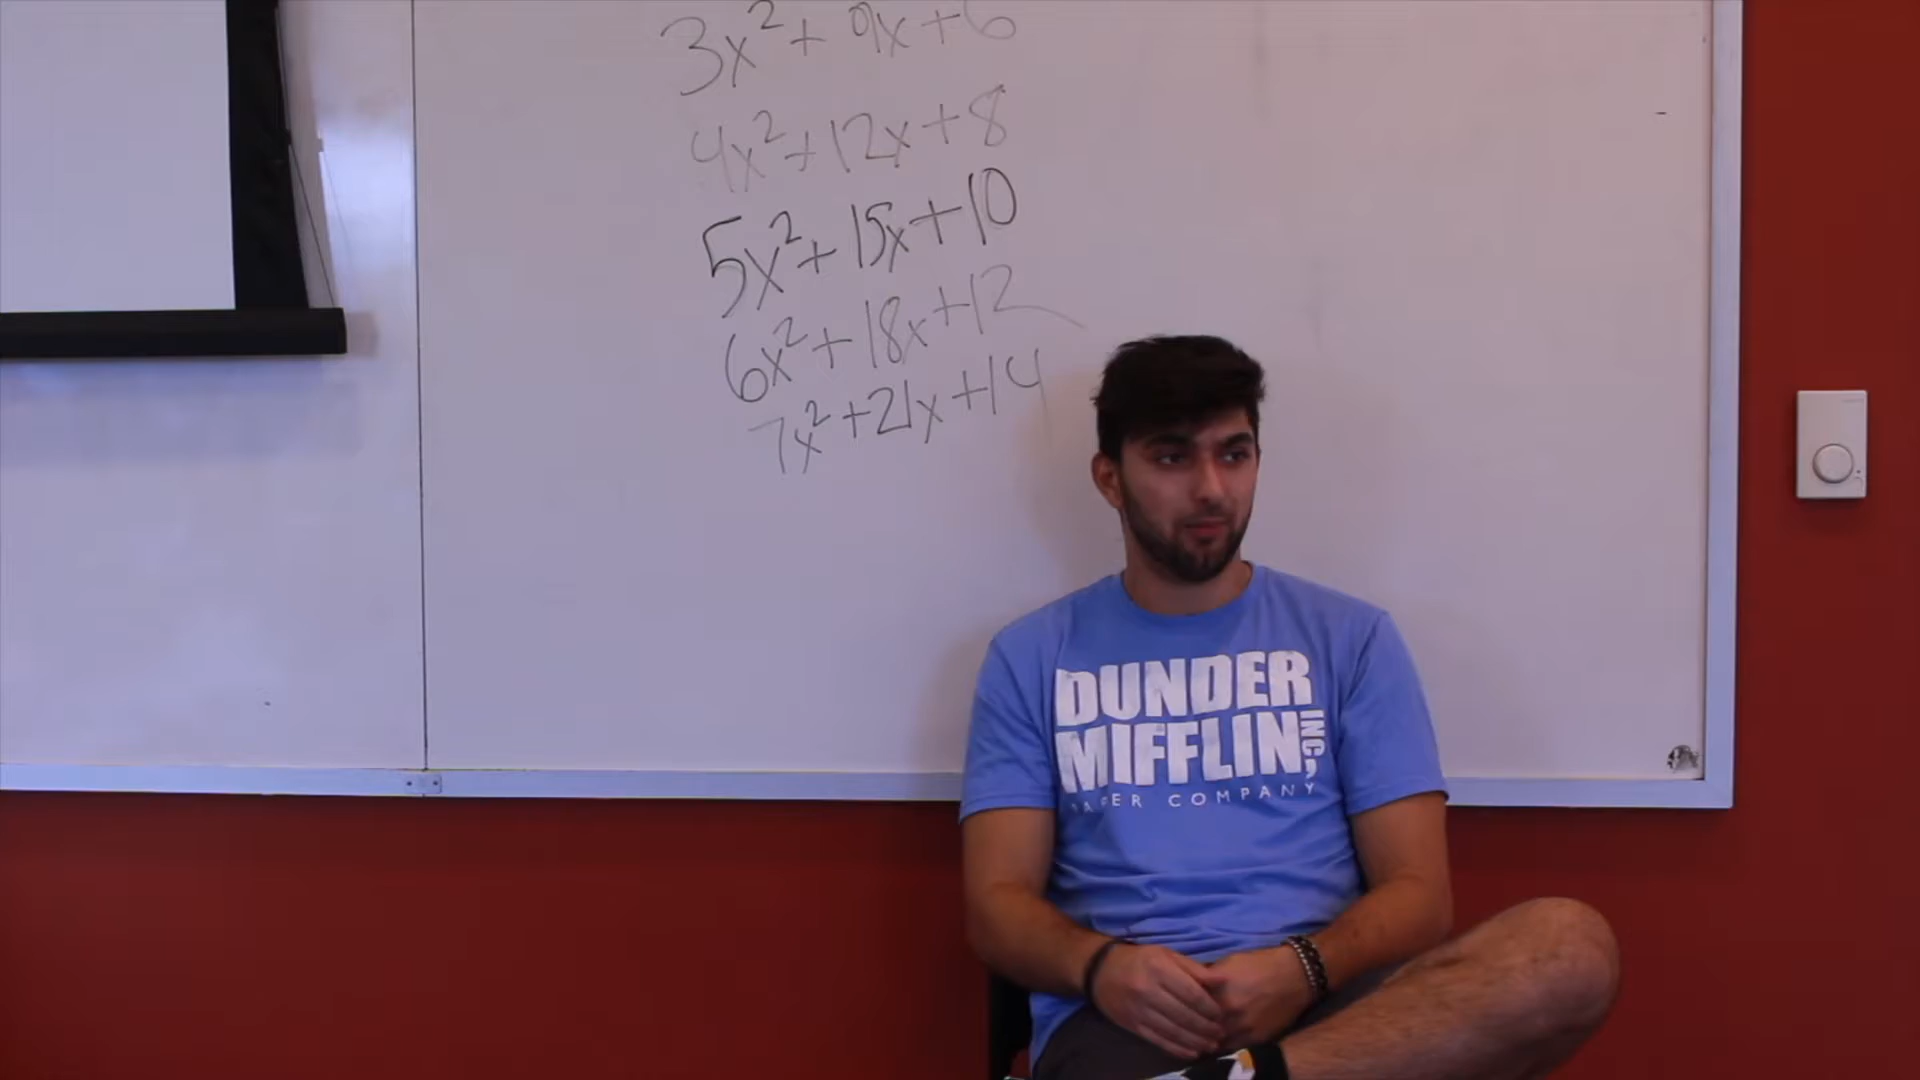 3x²+9x+6
4x²+12x+8
5x²+15x+10
6x²+18x+12
7x²+21x+14
DUNDER
MIFFLIN INC,
PAPER COMPANY